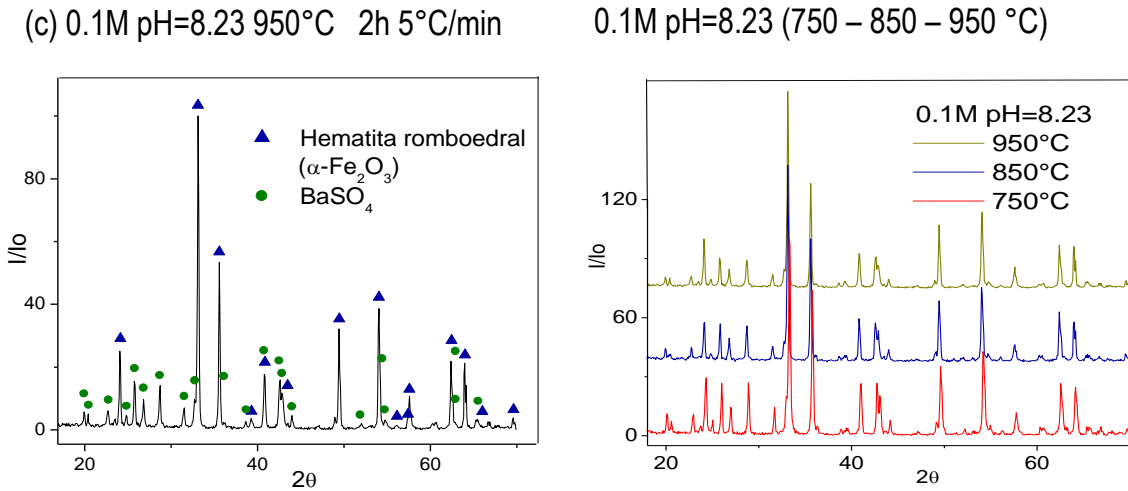 (c) 0.1M pH=8.23 950°C 2h 5°C/min
0.1M pH=8.23 (750 – 850 – 950 °C)
Hematita romboedral
(α-Fe₂O₃)
BaSO₄
80
40
0
I/Io
20
40
60
2θ
0.1M pH=8.23
950°C
850°C
750°C
120
60
0
I/Io
20
40
60
2θ